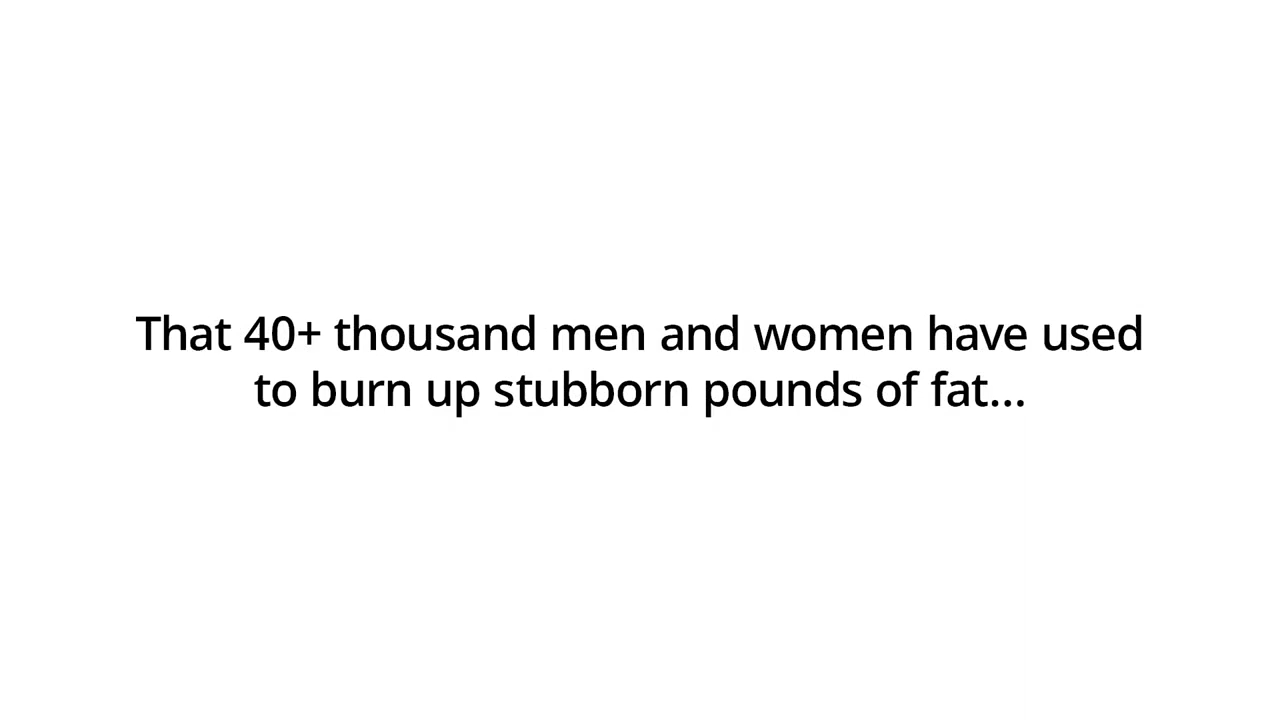 That 40+ thousand men and women have used
to burn up stubborn pounds of fat...